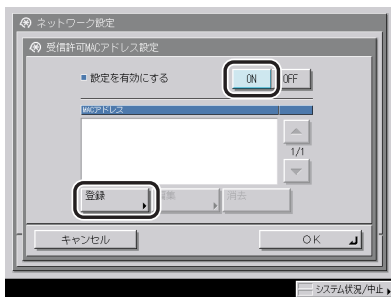 ネットワーク設定
受信許可MACアドレス設定
■ 設定を有効にする
ON
OFF
MACアドレス
1/1
登録
編集
消去
キャンセル
OK
システム状況/中止